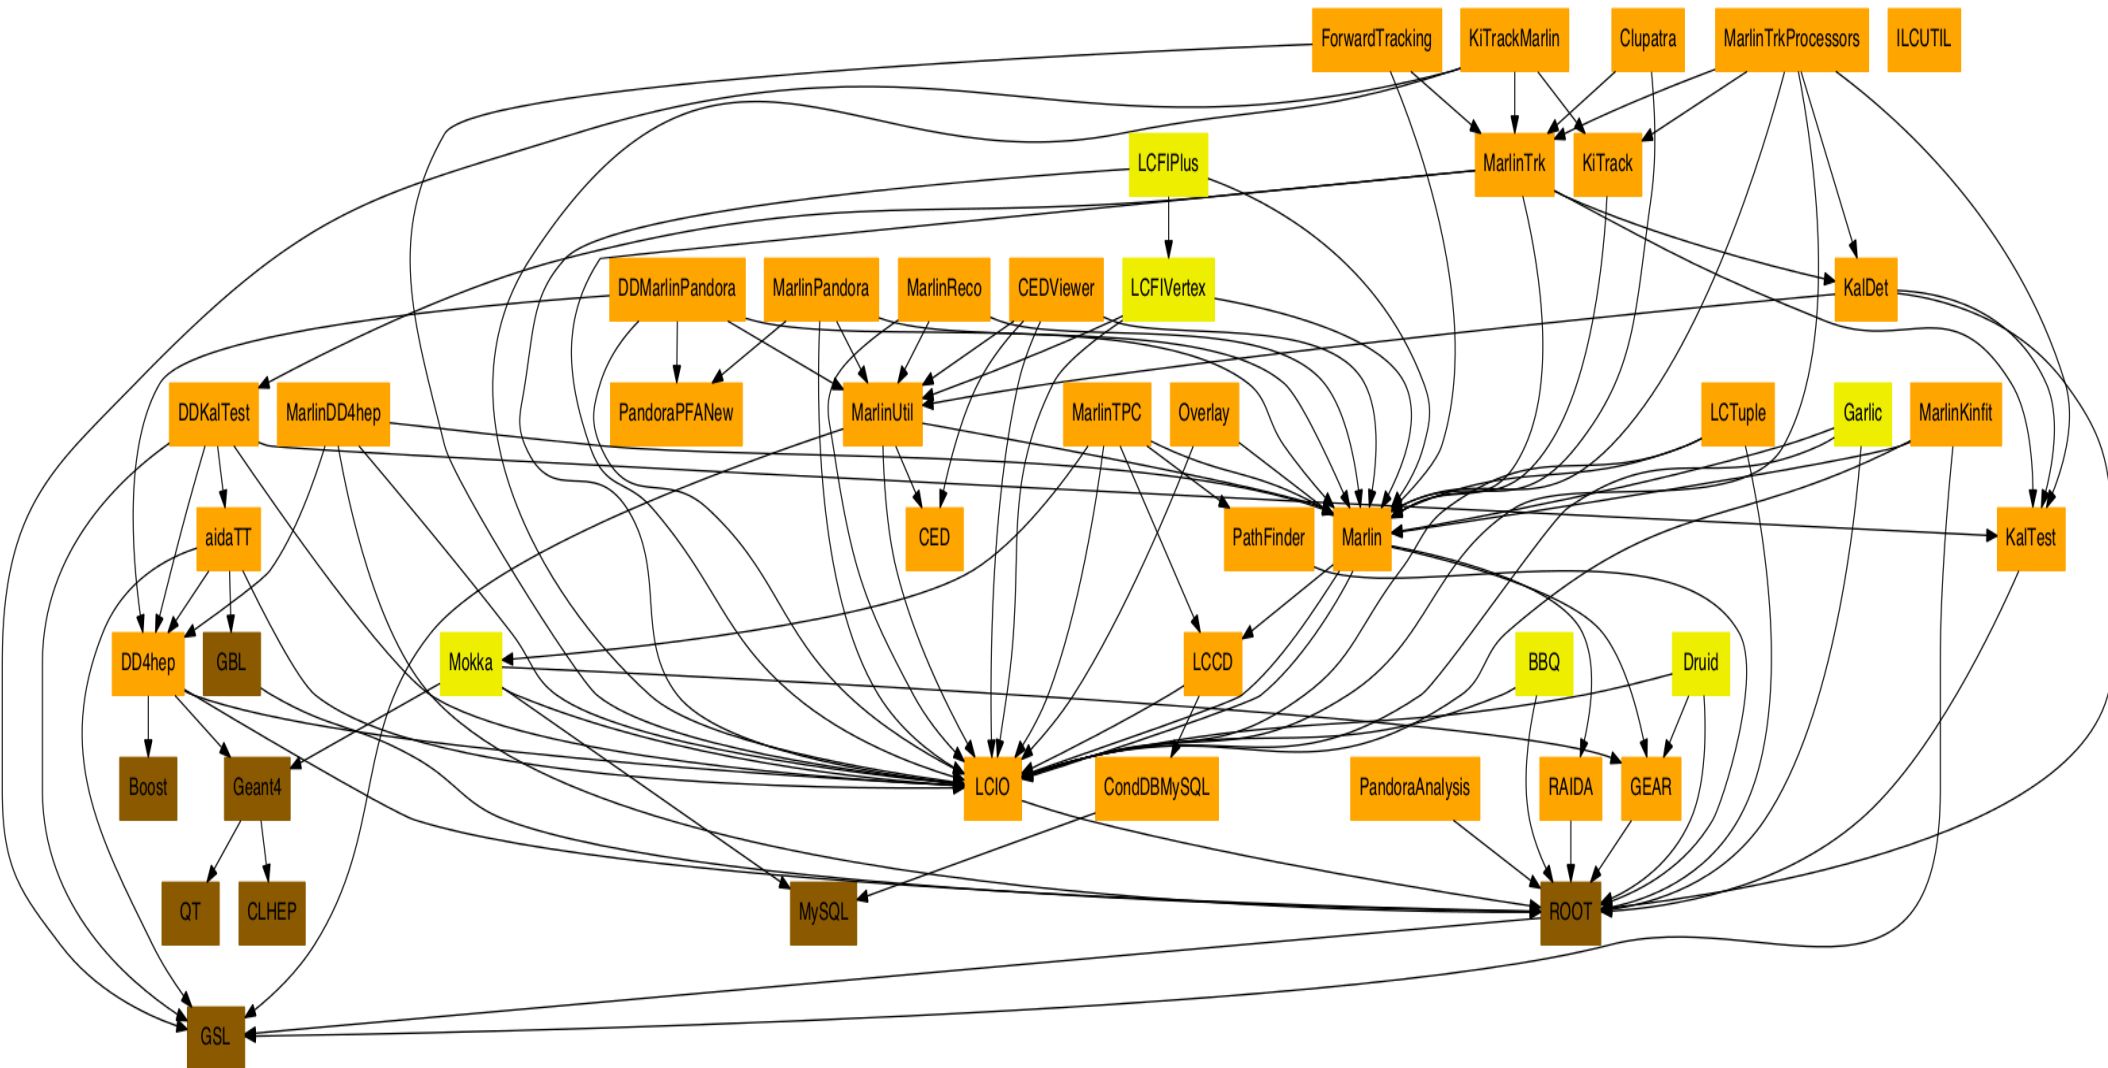 ForwardTracking
KiTrackMarlin
Clupatra
MarlinTrkProcessors
ILCUTIL
LCFIPlus
MarlinTrk
KiTrack
DDMarlinPandora
MarlinPandora
MarlinReco
CEDViewer
LCFIVertex
KalDet
DDKalTest
MarlinDD4hep
PandoraPFANew
MarlinUtil
MarlinTPC
Overlay
LCTuple
Garlic
MarlinKinfit
aidaTT
CED
PathFinder
Marlin
KalTest
DD4hep
GBL
Mokka
LCCD
BBQ
Druid
Boost
Geant4
LCIO
CondDBMySQL
PandoraAnalysis
RAIDA
GEAR
QT
CLHEP
MySQL
ROOT
GSL